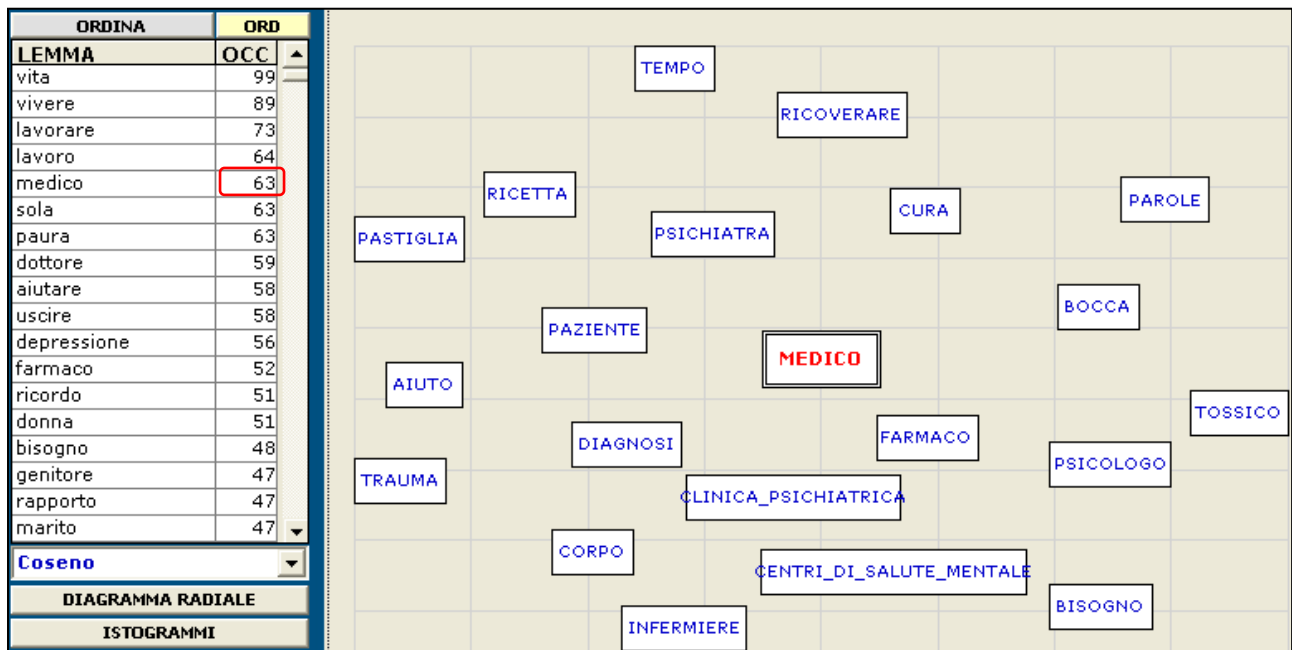 ORDINA ORD
LEMMA OCC
vita 99
vivere 89
lavorare 73
lavoro 64
medico 63
sola 63
paura 63
dottore 59
aiutare 58
uscire 58
depressione 56
farmaco 52
ricordo 51
donna 51
bisogno 48
genitore 47
rapporto 47
marito 47
Coseno
DIAGRAMMA RADIALE
ISTOGRAMMI
TEMPO
RICOVERARE
RICETTA
PAROLE
CURA
PSICHIATRA
PASTIGLIA
BOCCA
PAZIENTE
MEDICO
AIUTO
TOSSICO
FARMACO
DIAGNOSI
PSICOLOGO
TRAUMA
CLINICA_PSICHIATRICA
CORPO
CENTRI_DI_SALUTE_MENTALE
BISOGNO
INFERMIERE